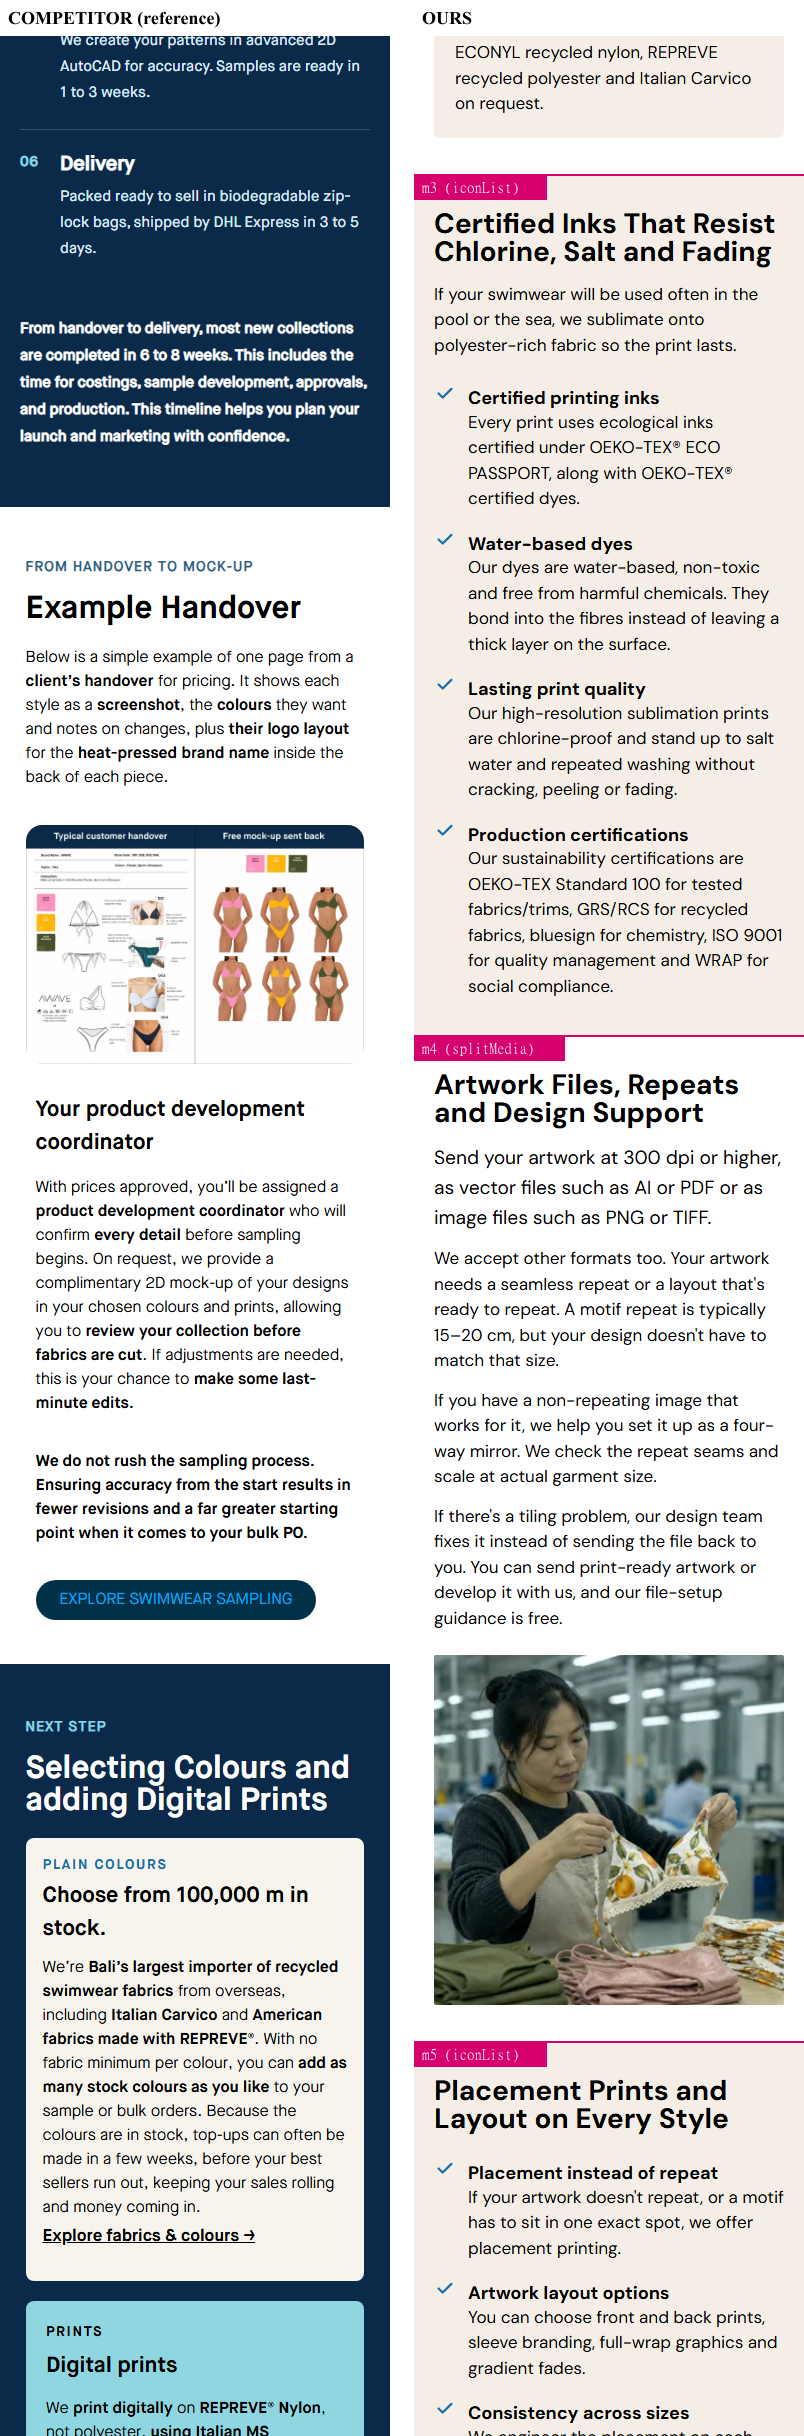 COMPETITOR (reference)
We create your patterns in advanced 2D
AutoCAD for accuracy. Samples are ready in
1 to 3 weeks.
06 Delivery
Packed ready to sell in biodegradable zip-
lock bags, shipped by DHL Express in 3 to 5
days.
From handover to delivery, most new collections
are completed in 6 to 8 weeks. This includes the
time for costings, sample development, approvals,
and production. This timeline helps you plan your
launch and marketing with confidence.
FROM HANDOVER TO MOCK-UP
Example Handover
Below is a simple example of one page from a
client's handover for pricing. It shows each
style as a screenshot, the colours they want
and notes on changes, plus their logo layout
for the heat-pressed brand name inside the
back of each piece.
Typical customer handover
Free mock-up sent back
AWAVE
Your product development
coordinator
With prices approved, you'll be assigned a
product development coordinator who will
confirm every detail before sampling
begins. On request, we provide a
complimentary 2D mock-up of your designs
in your chosen colours and prints, allowing
you to review your collection before
fabrics are cut. If adjustments are needed,
this is your chance to make some last-
minute edits.
We do not rush the sampling process.
Ensuring accuracy from the start results in
fewer revisions and a far greater starting
point when it comes to your bulk PO.
EXPLORE SWIMWEAR SAMPLING
NEXT STEP
Selecting Colours and
adding Digital Prints
PLAIN COLOURS
Choose from 100,000 m in
stock.
We're Bali's largest importer of recycled
swimwear fabrics from overseas,
including Italian Carvico and American
fabrics made with REPREVE®. With no
fabric minimum per colour, you can add as
many stock colours as you like to your
sample or bulk orders. Because the
colours are in stock, top-ups can often be
made in a few weeks, before your best
sellers run out, keeping your sales rolling
and money coming in.
Explore fabrics & colours →
PRINTS
Digital prints
We print digitally on REPREVE® Nylon,
not polyester, using Italian MS
OURS
ECONYL recycled nylon, REPREVE
recycled polyester and Italian Carvico
on request.
m3 (iconList)
Certified Inks That Resist
Chlorine, Salt and Fading
If your swimwear will be used often in the
pool or the sea, we sublimate onto
polyester-rich fabric so the print lasts.
Certified printing inks
Every print uses ecological inks
certified under OEKO-TEX® ECO
PASSPORT, along with OEKO-TEX®
certified dyes.
Water-based dyes
Our dyes are water-based, non-toxic
and free from harmful chemicals. They
bond into the fibres instead of leaving a
thick layer on the surface.
Lasting print quality
Our high-resolution sublimation prints
are chlorine-proof and stand up to salt
water and repeated washing without
cracking, peeling or fading.
Production certifications
Our sustainability certifications are
OEKO-TEX Standard 100 for tested
fabrics/trims, GRS/RCS for recycled
fabrics, bluesign for chemistry, ISO 9001
for quality management and WRAP for
social compliance.
m4 (splitMedia)
Artwork Files, Repeats
and Design Support
Send your artwork at 300 dpi or higher,
as vector files such as AI or PDF or as
image files such as PNG or TIFF.
We accept other formats too. Your artwork
needs a seamless repeat or a layout that's
ready to repeat. A motif repeat is typically
15–20 cm, but your design doesn't have to
match that size.
If you have a non-repeating image that
works for it, we help you set it up as a four-
way mirror. We check the repeat seams and
scale at actual garment size.
If there's a tiling problem, our design team
fixes it instead of sending the file back to
you. You can send print-ready artwork or
develop it with us, and our file-setup
guidance is free.
m5 (iconList)
Placement Prints and
Layout on Every Style
Placement instead of repeat
If your artwork doesn't repeat, or a motif
has to sit in one exact spot, we offer
placement printing.
Artwork layout options
You can choose front and back prints,
sleeve branding, full-wrap graphics and
gradient fades.
Consistency across sizes
We engineer the placement on each